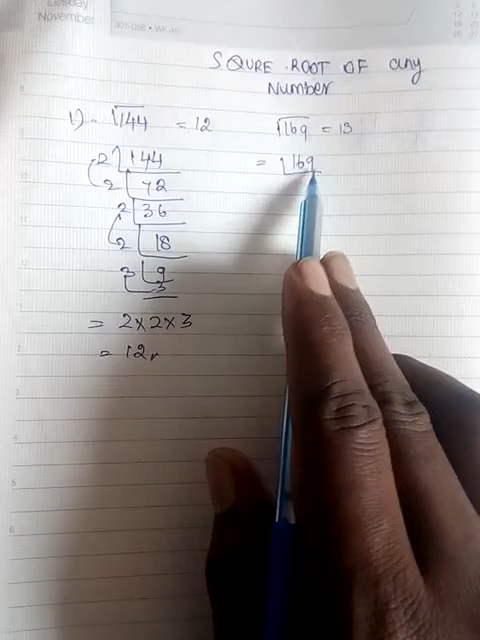 November
SQURE ROOT OF any
Number
1) √144 = 12
√169 = 13
2 144
2 72
2 36
2 18
3 9
3
= 2×2×3
= 12
= 169